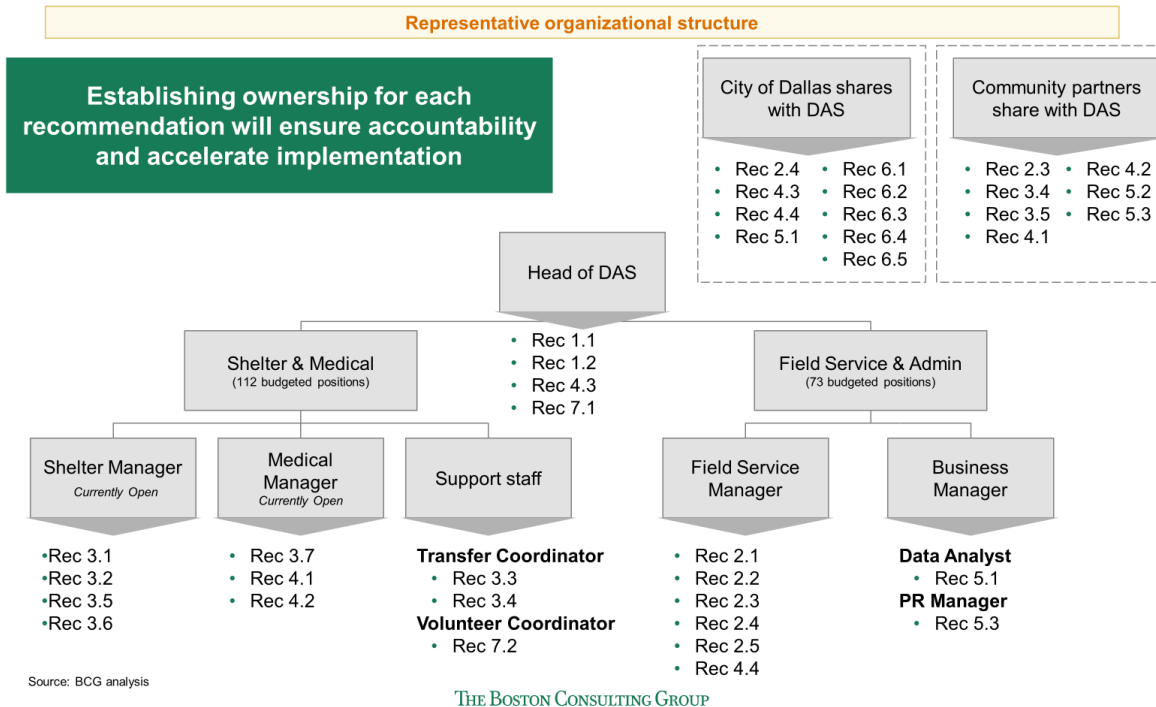 Representative organizational structure
Establishing ownership for each
recommendation will ensure accountability
and accelerate implementation
City of Dallas shares
with DAS
• Rec 2.4
• Rec 4.3
• Rec 4.4
• Rec 5.1
• Rec 6.1
• Rec 6.2
• Rec 6.3
• Rec 6.4
• Rec 6.5
Community partners
share with DAS
• Rec 2.3
• Rec 3.4
• Rec 3.5
• Rec 4.1
• Rec 4.2
• Rec 5.2
• Rec 5.3
Head of DAS
• Rec 1.1
• Rec 1.2
• Rec 4.3
• Rec 7.1
Shelter & Medical
(112 budgeted positions)
Field Service & Admin
(73 budgeted positions)
Shelter Manager
Currently Open
•Rec 3.1
•Rec 3.2
•Rec 3.5
•Rec 3.6
Medical
Manager
Currently Open
• Rec 3.7
• Rec 4.1
• Rec 4.2
Support staff
Transfer Coordinator
• Rec 3.3
• Rec 3.4
Volunteer Coordinator
• Rec 7.2
Field Service
Manager
• Rec 2.1
• Rec 2.2
• Rec 2.3
• Rec 2.4
• Rec 2.5
• Rec 4.4
Business
Manager
Data Analyst
• Rec 5.1
PR Manager
• Rec 5.3
Source: BCG analysis
THE BOSTON CONSULTING GROUP